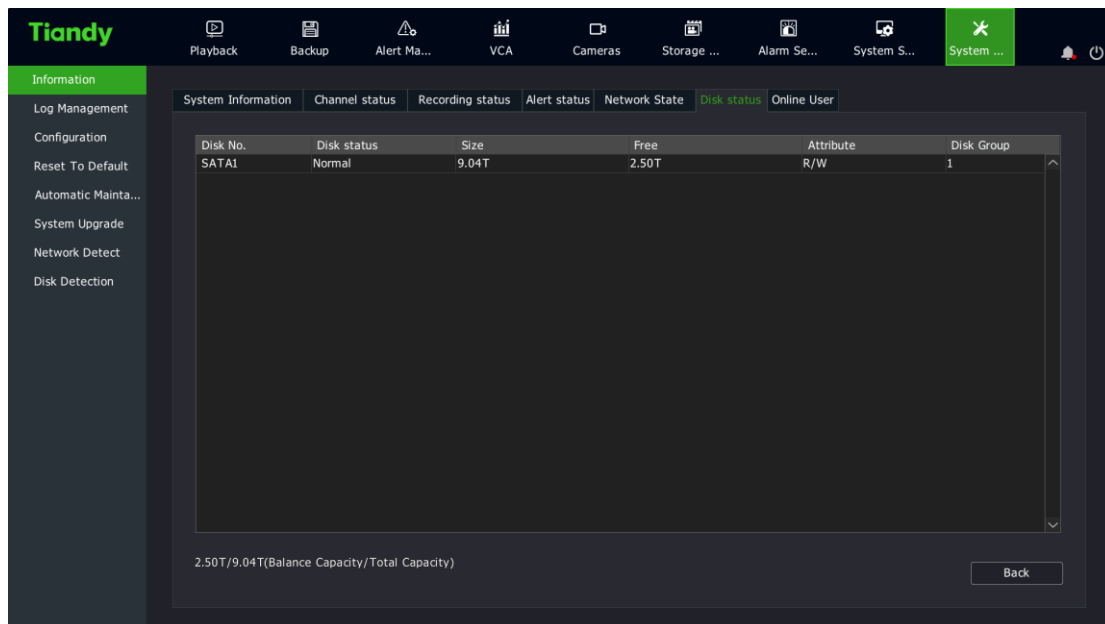 Tiandy
Playback Backup Alert Ma... VCA Cameras Storage ... Alarm Se... System S... System ...
Information
Log Management
Configuration
Reset To Default
Automatic Mainta...
System Upgrade
Network Detect
Disk Detection
System Information Channel status Recording status Alert status Network State Disk status Online User
Disk No. Disk status Size Free Attribute Disk Group
SATA1 Normal 9.04T 2.50T R/W 1
2.50T/9.04T(Balance Capacity/Total Capacity)
Back